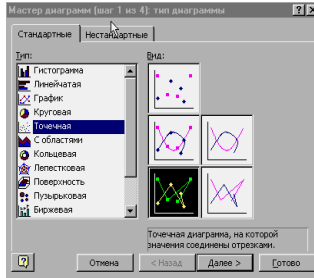 Мастер диаграмм (шаг 1 из 4): тип диаграммы
Стандартные Нестандартные
Тип:
Гистограмма
Линейчатая
График
Круговая
Точечная
С областями
Кольцевая
Лепестковая
Поверхность
Пузырьковая
Биржевая
Вид:
Точечная диаграмма, на которой
значения соединены отрезками.
Отмена < Назад Далее > Готово